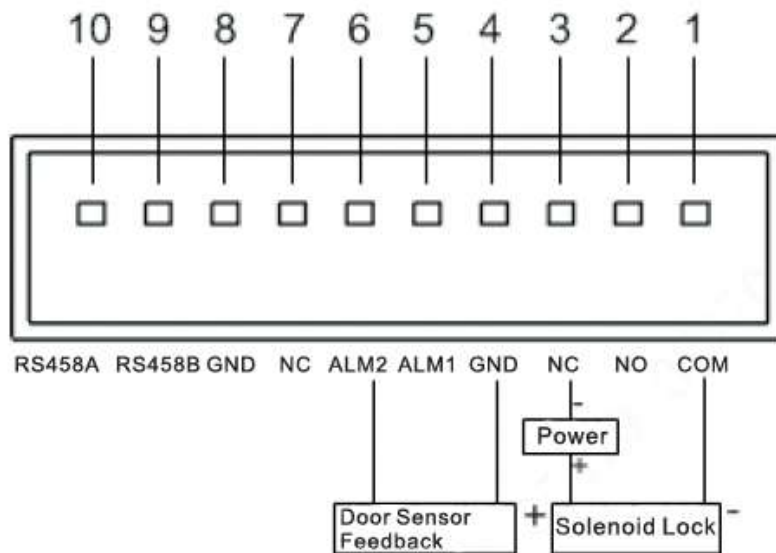 10 9 8 7 6 5 4 3 2 1
RS458A RS458B GND NC ALM2 ALM1 GND NC NO COM
-
Power
+
+ -
Door Sensor Solenoid Lock
Feedback